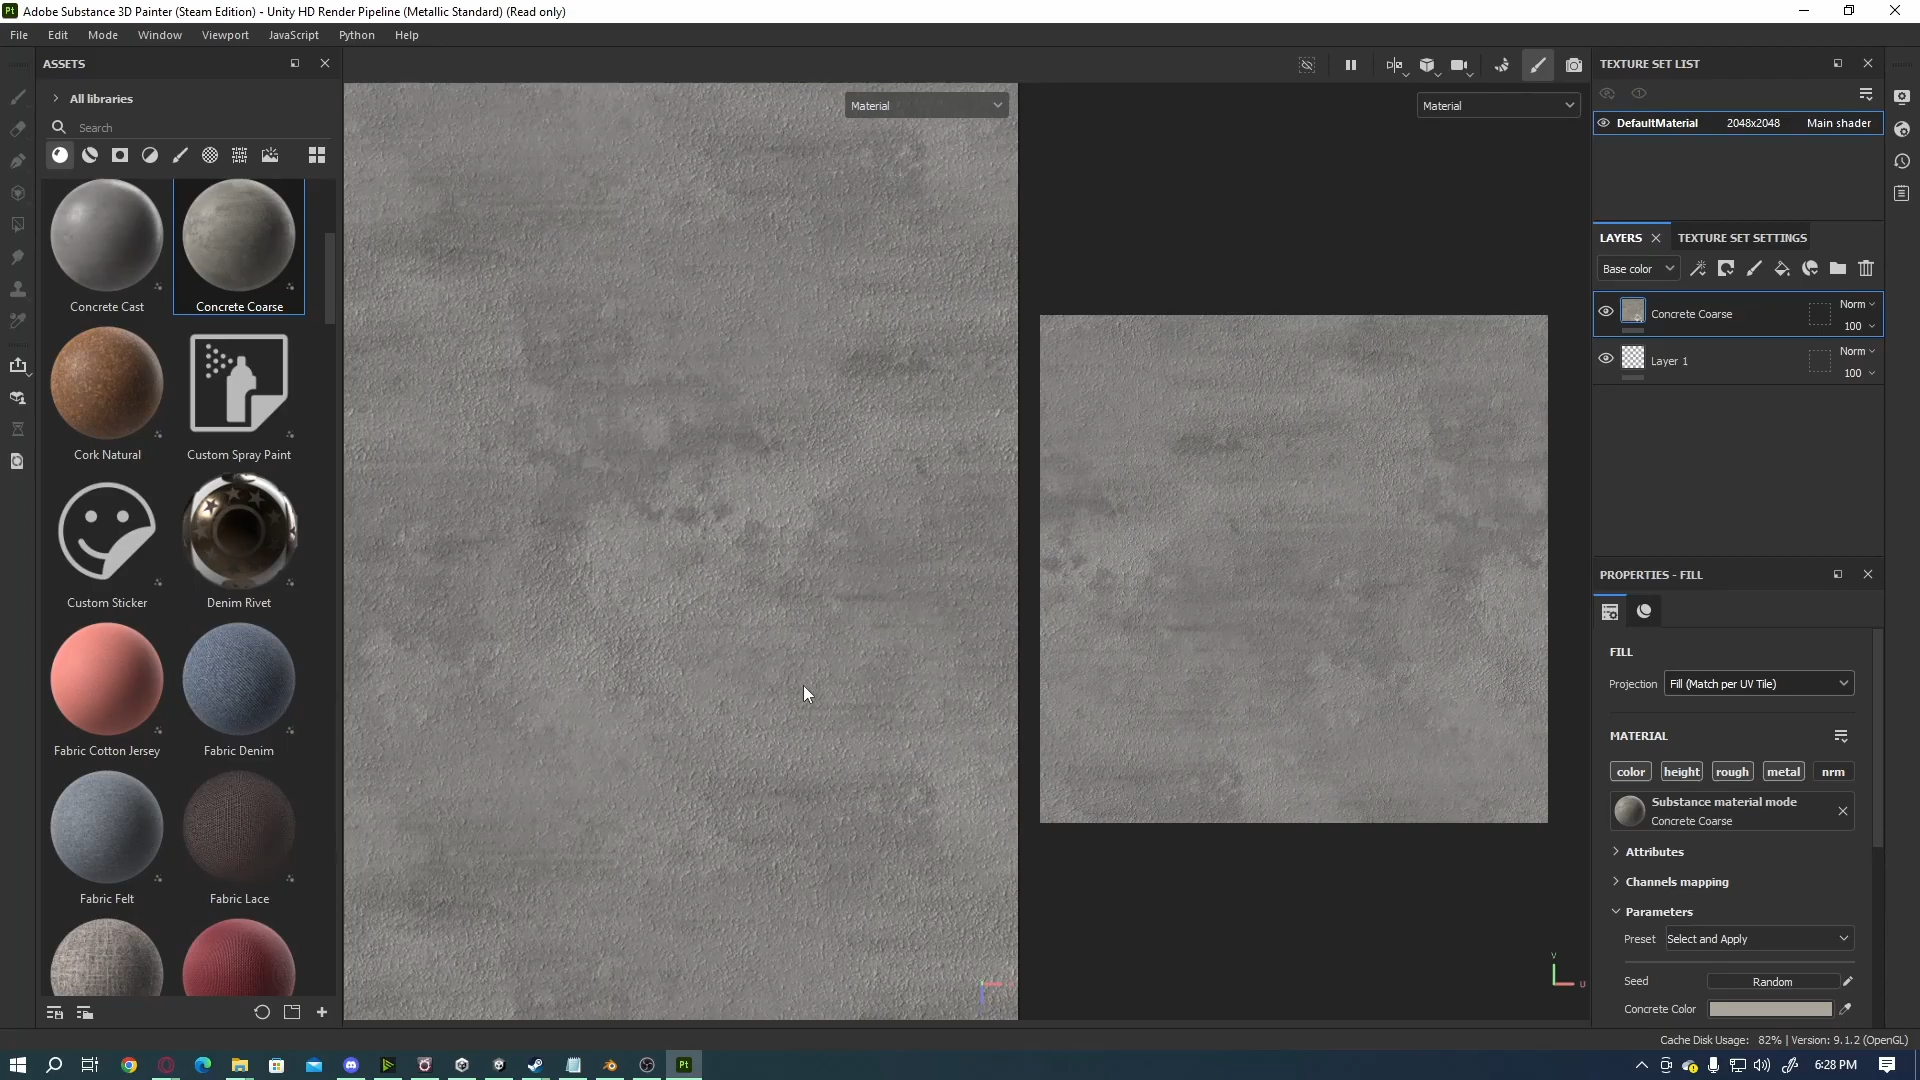 Pt Adobe Substance 3D Painter (Steam Edition) - Unity HD Render Pipeline (Metallic Standard) (Read only)
File Edit Mode Window Viewport JavaScript Python Help
ASSETS
All libraries
Search
Concrete Cast
Concrete Coarse
Cork Natural
Custom Spray Paint
Custom Sticker
Denim Rivet
Fabric Cotton Jersey
Fabric Denim
Fabric Felt
Fabric Lace
Material
Material
V
U
TEXTURE SET LIST
DefaultMaterial 2048x2048 Main shader
LAYERS
TEXTURE SET SETTINGS
Base color
Concrete Coarse
Norm
100
Layer 1
Norm
100
PROPERTIES - FILL
FILL
Projection Fill (Match per UV Tile)
MATERIAL
color height rough metal nrm
Substance material mode
Concrete Coarse
Attributes
Channels mapping
Parameters
Preset Select and Apply
Seed Random
Concrete Color
Cache Disk Usage: 82% | Version: 9.1.2 (OpenGL)
Pt
6:28 PM